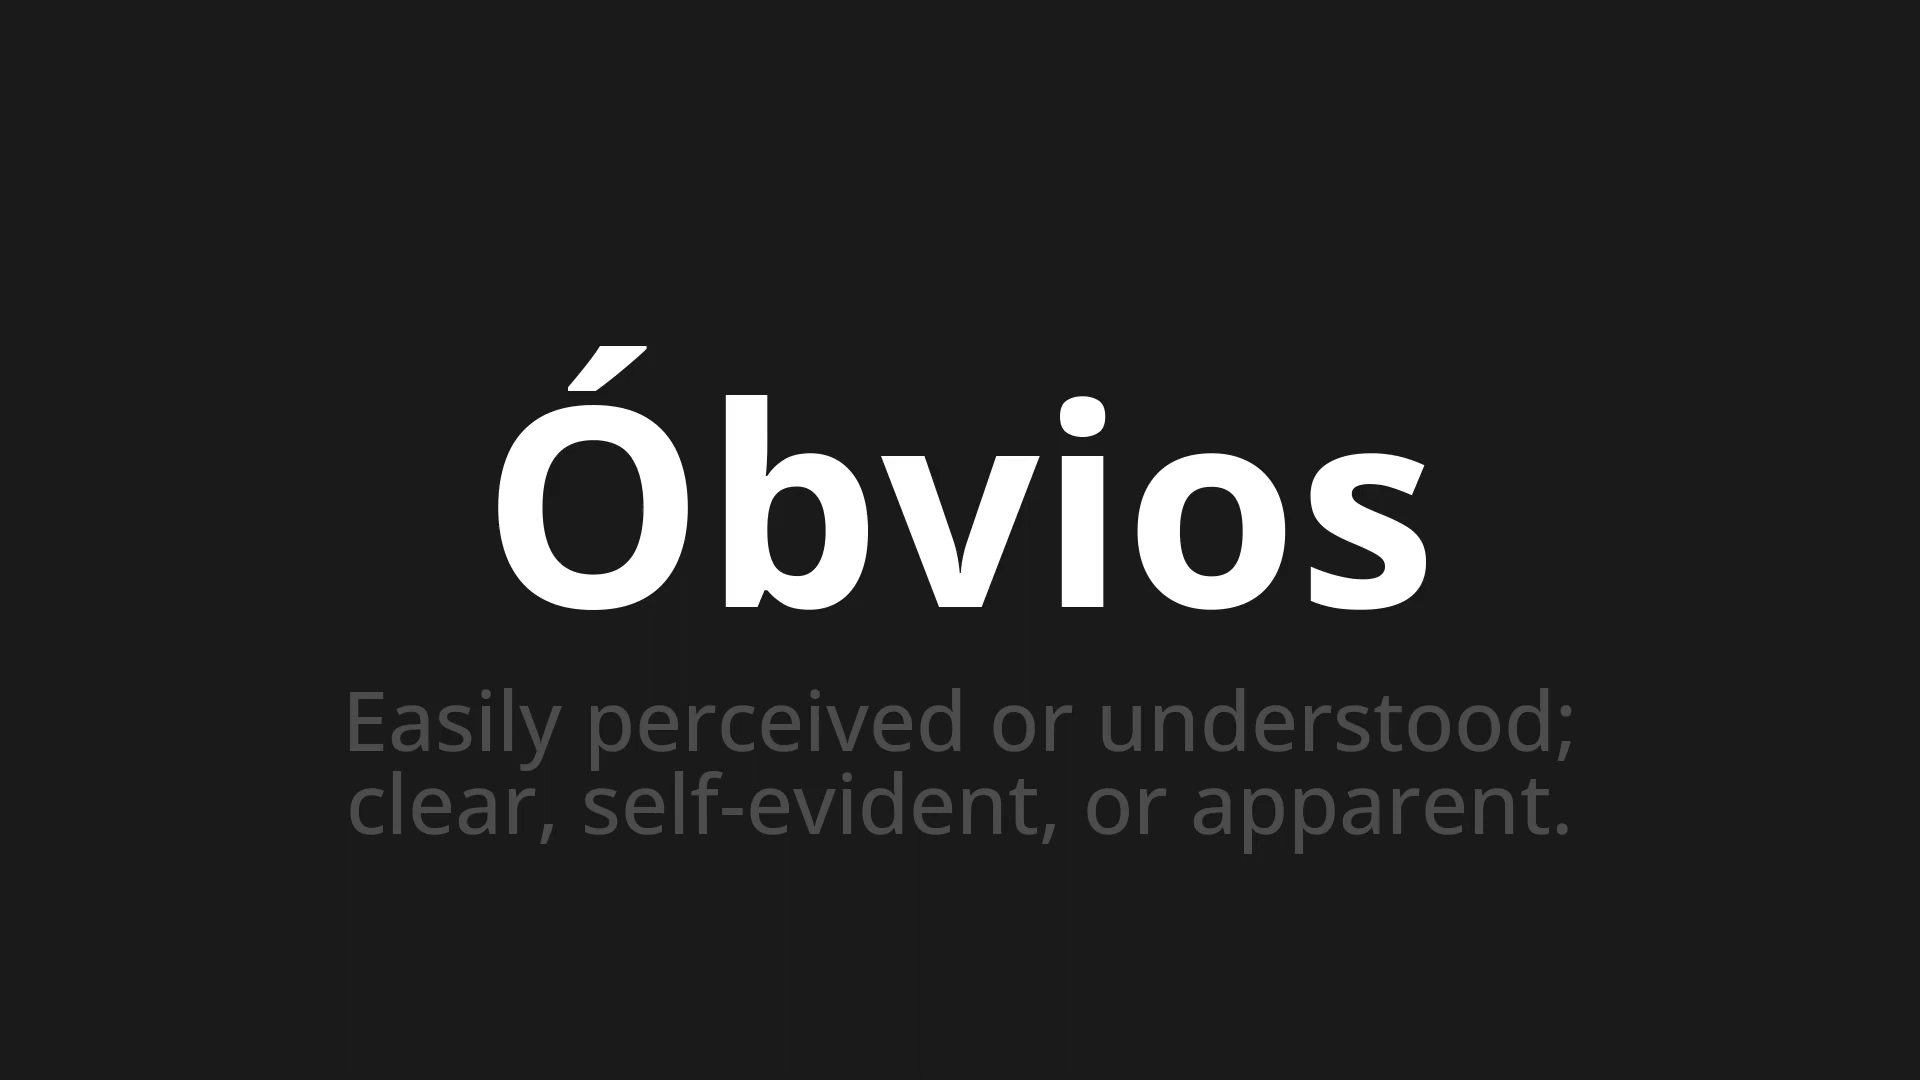 Óbvios
Easily perceived or understood;
clear, self-evident, or apparent.